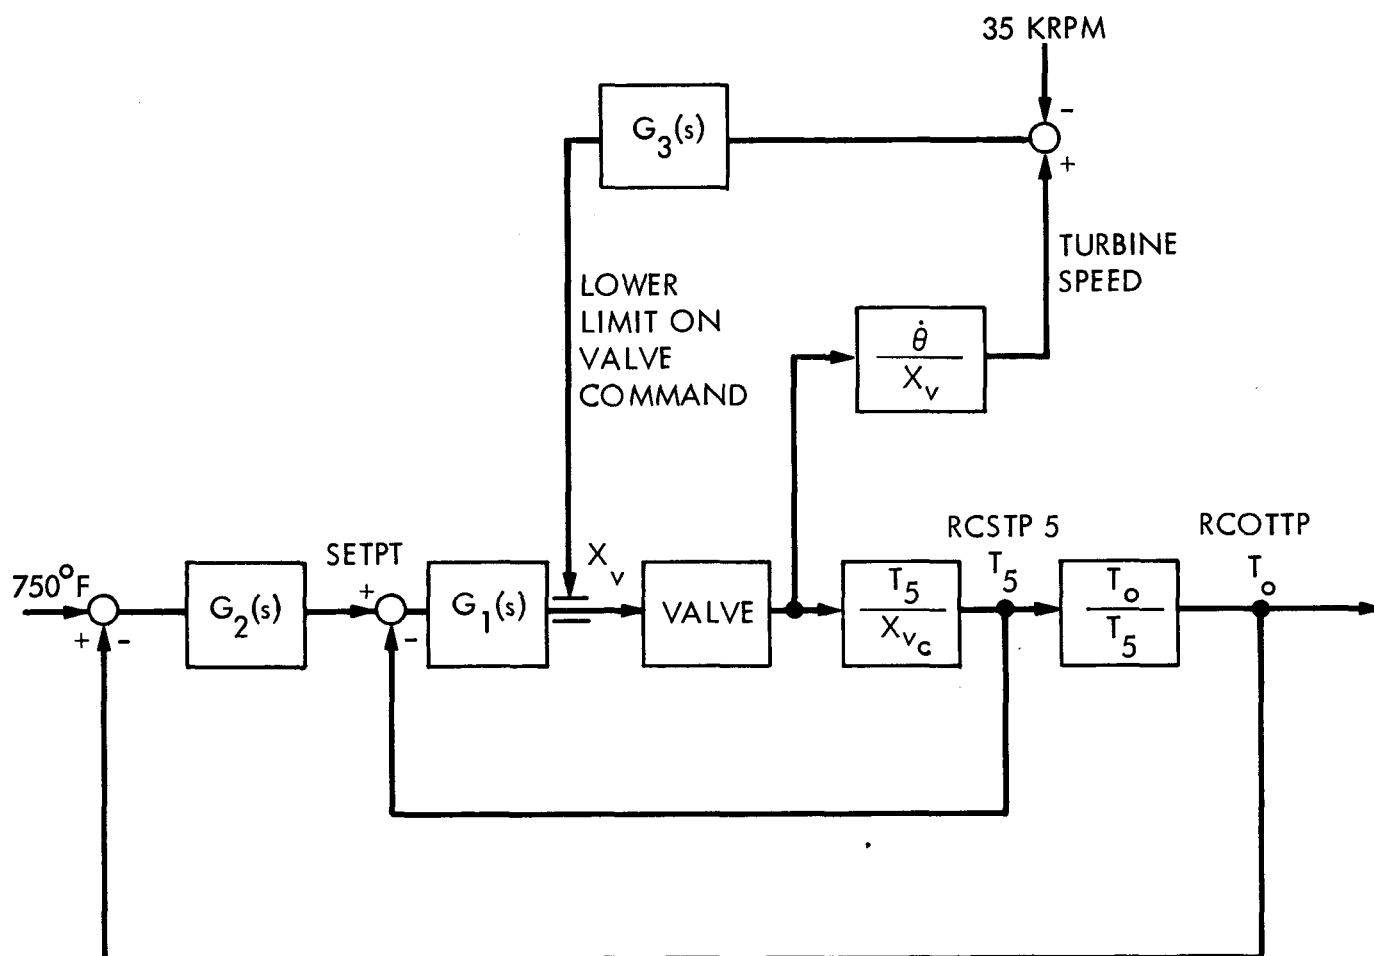 35 KRPM
-
+
G3(s)
TURBINE
SPEED
LOWER
LIMIT ON
VALVE
COMMAND
θ̇
Xv
750°F
+
-
G2(s)
SETPT
+
-
G1(s)
Xv
VALVE
T5
Xvc
RCSTP 5
T5
To
T5
RCOTTP
To